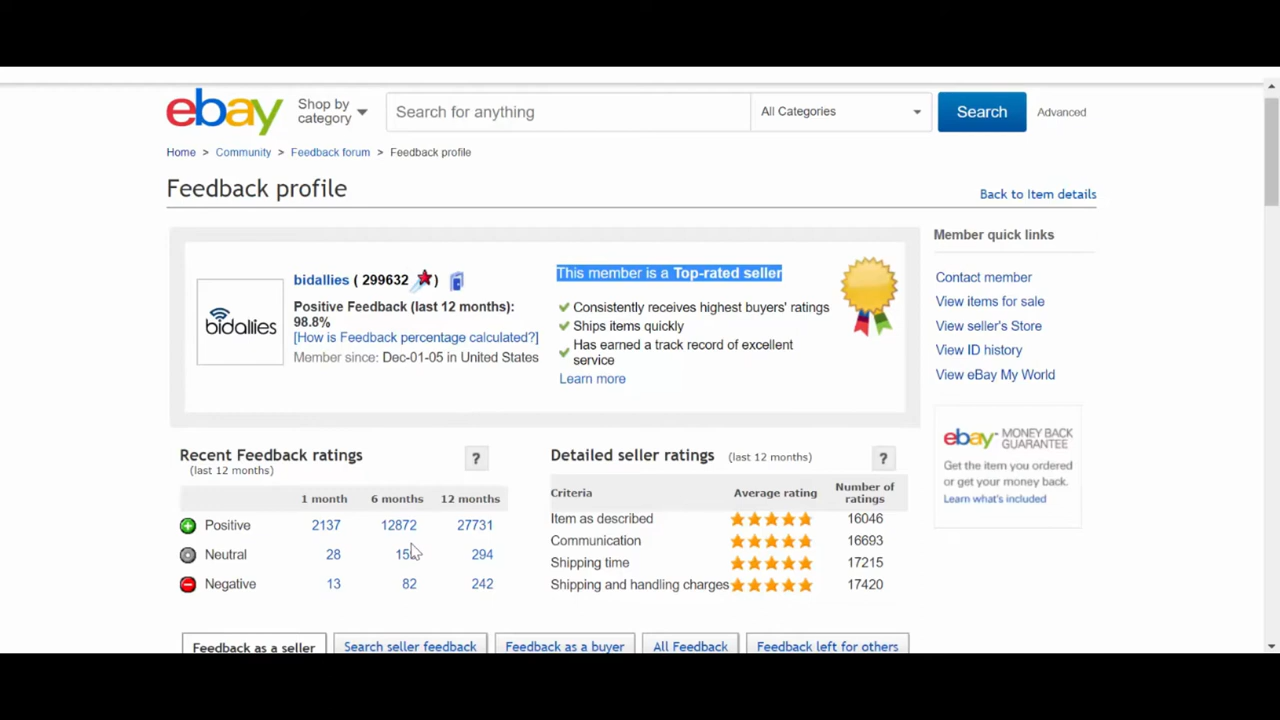 ebay
Shop by
category
Search for anything
All Categories
Search
Advanced
Home > Community > Feedback forum > Feedback profile
Feedback profile
Back to Item details
bidallies
bidallies ( 299632 )
Positive Feedback (last 12 months):
98.8%
[How is Feedback percentage calculated?]
Member since: Dec-01-05 in United States
This member is a Top-rated seller
Consistently receives highest buyers' ratings
Ships items quickly
Has earned a track record of excellent
service
Learn more
Member quick links
Contact member
View items for sale
View seller's Store
View ID history
View eBay My World
ebay MONEY BACK
GUARANTEE
Get the item you ordered
or get your money back.
Learn what's included
Recent Feedback ratings ?
(last 12 months)
1 month 6 months 12 months
Positive 2137 12872 27731
Neutral 28 294
Negative 13 82 242
Detailed seller ratings (last 12 months) ?
Criteria Average rating Number of
ratings
Item as described 16046
Communication 16693
Shipping time 17215
Shipping and handling charges 17420
Feedback as a seller
Search seller feedback
Feedback as a buyer
All Feedback
Feedback left for others